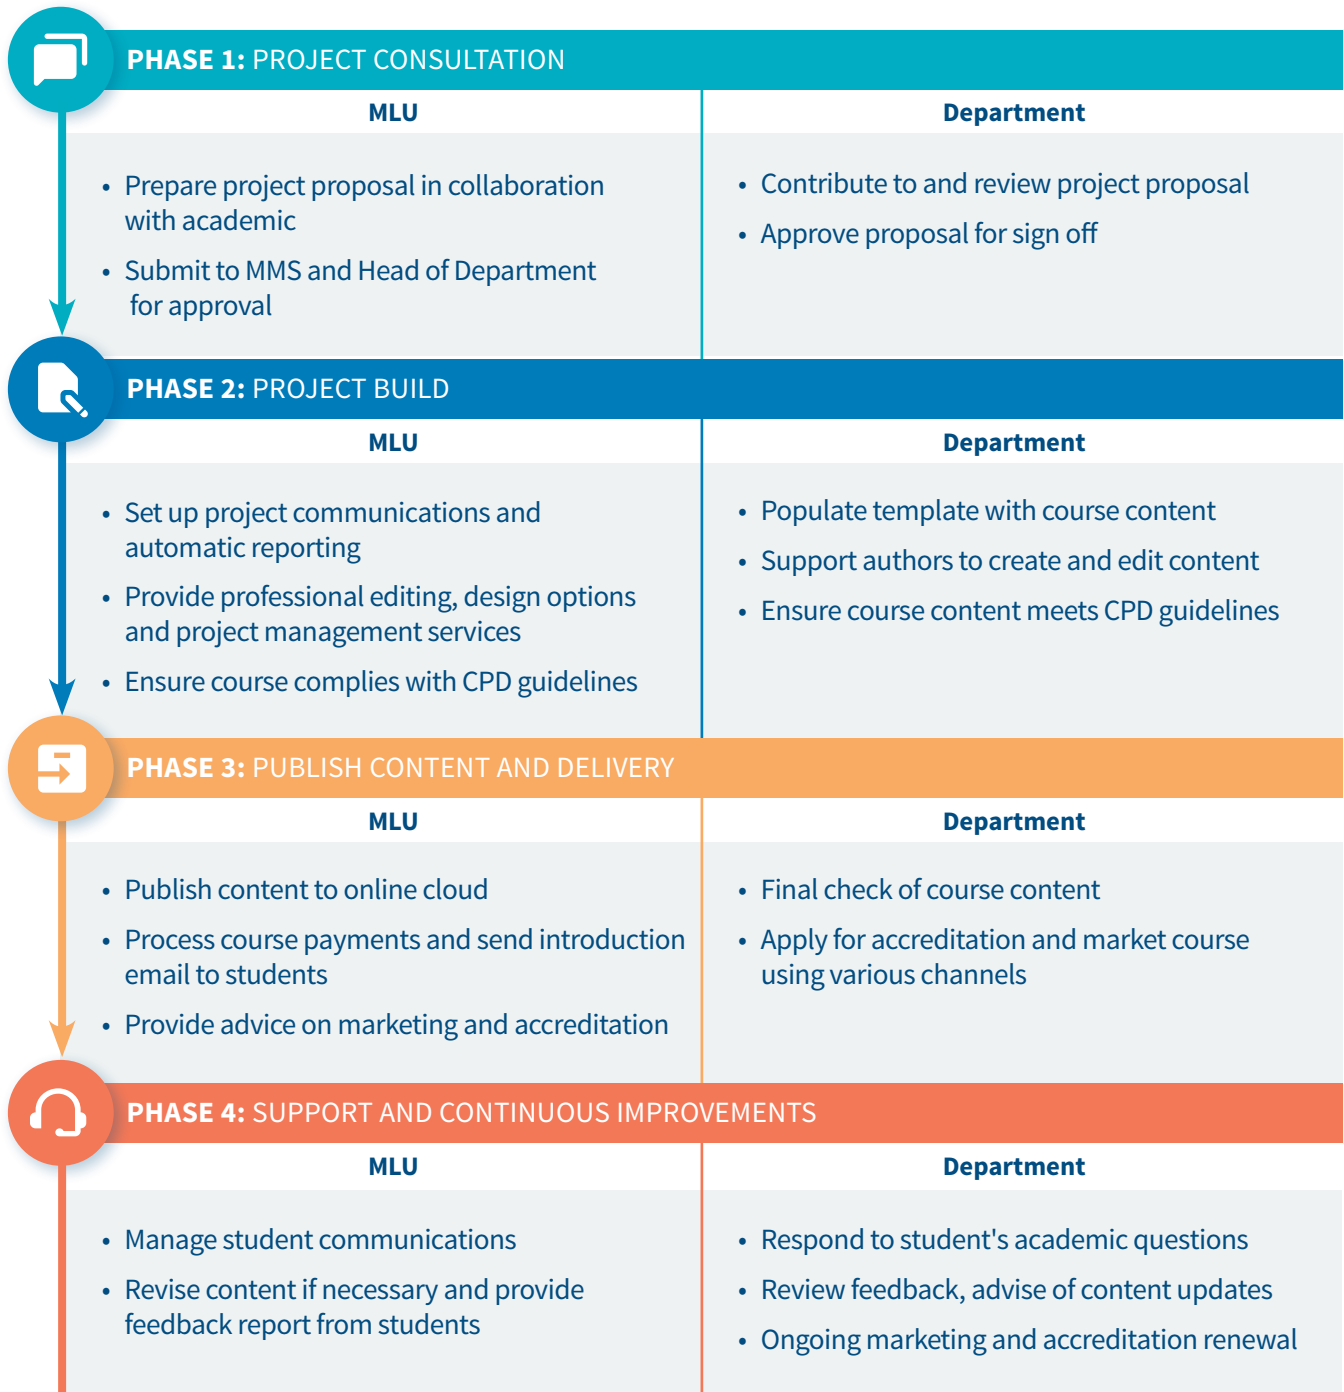 PHASE 1: PROJECT CONSULTATION
MLU
Department
• Prepare project proposal in collaboration
with academic
• Submit to MMS and Head of Department
for approval
• Contribute to and review project proposal
• Approve proposal for sign off
PHASE 2: PROJECT BUILD
MLU
Department
• Set up project communications and
automatic reporting
• Provide professional editing, design options
and project management services
• Ensure course complies with CPD guidelines
• Populate template with course content
• Support authors to create and edit content
• Ensure course content meets CPD guidelines
PHASE 3: PUBLISH CONTENT AND DELIVERY
MLU
Department
• Publish content to online cloud
• Process course payments and send introduction
email to students
• Provide advice on marketing and accreditation
• Final check of course content
• Apply for accreditation and market course
using various channels
PHASE 4: SUPPORT AND CONTINUOUS IMPROVEMENTS
MLU
Department
• Manage student communications
• Revise content if necessary and provide
feedback report from students
• Respond to student's academic questions
• Review feedback, advise of content updates
• Ongoing marketing and accreditation renewal